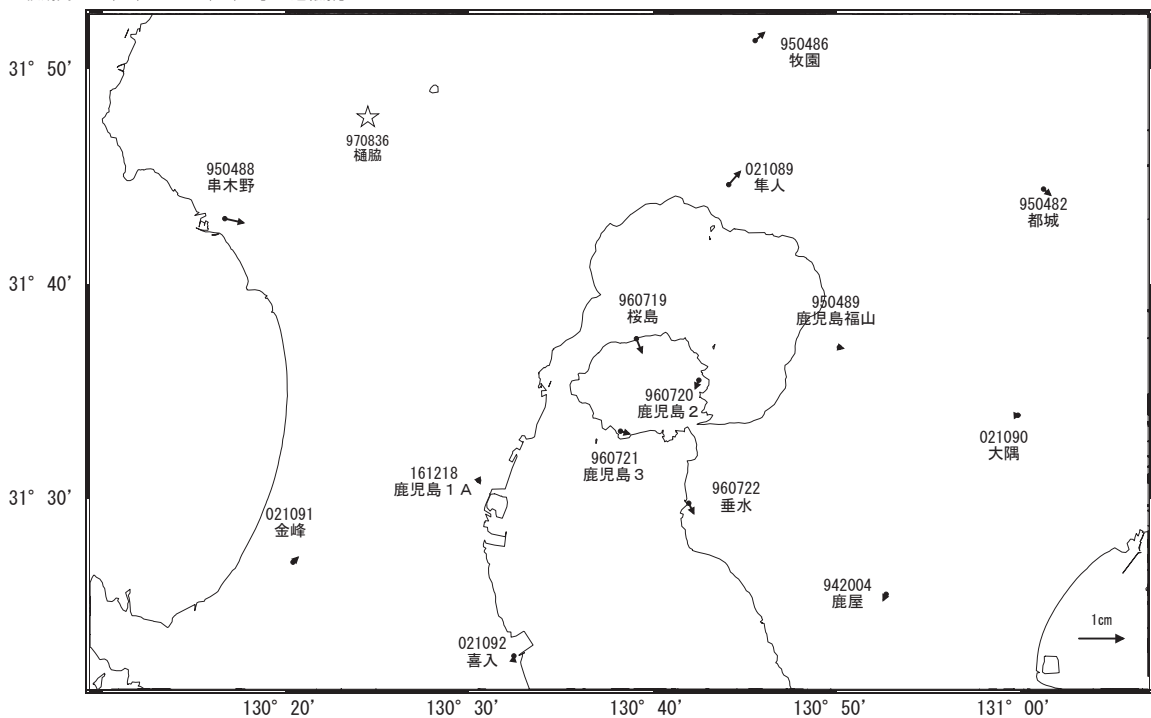 950486
牧園
31° 50'
970836
樋脇
950488
串木野
021089
隼人
950482
都城
31° 40'
960719
桜島
950489
鹿児島福山
960720
鹿児島2
021090
大隅
960721
鹿児島3
161218
鹿児島1A
960722
垂水
31° 30'
021091
金峰
942004
鹿屋
1cm
021092
喜入
130° 20'
130° 30'
130° 40'
130° 50'
131° 00'